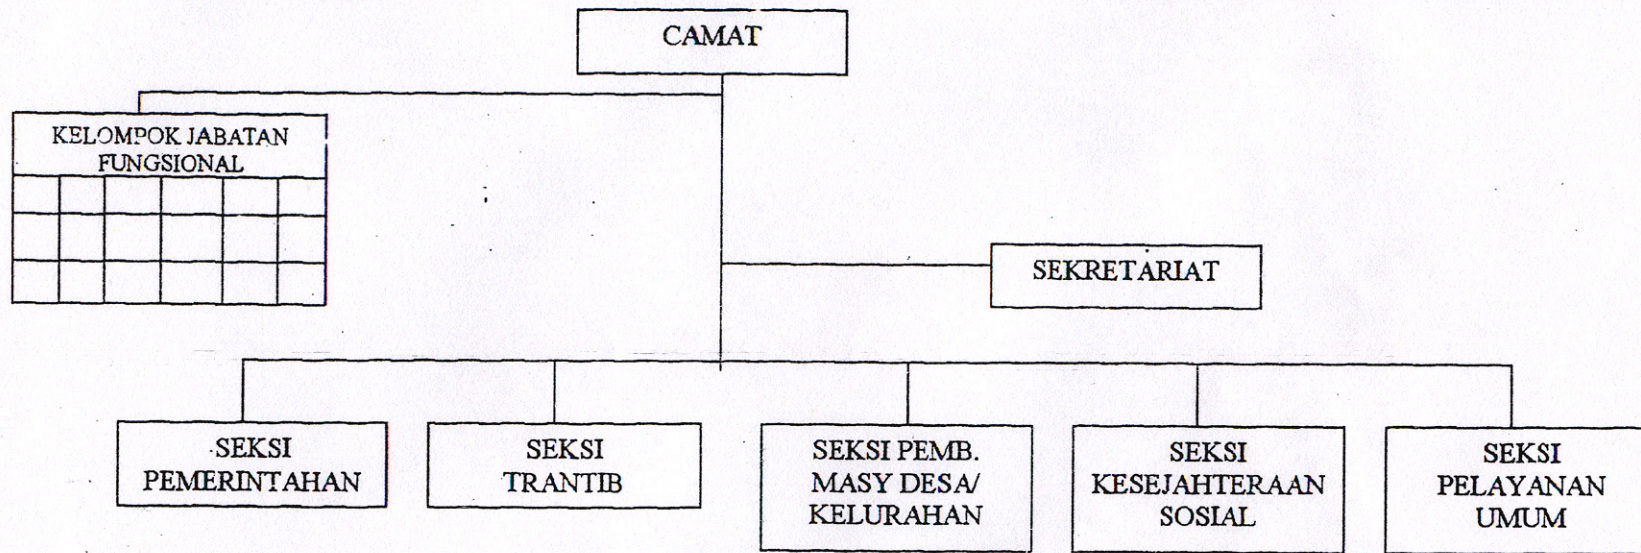 CAMAT
KELOMPOK JABATAN
FUNGSIONAL
SEKRETARIAT
SEKSI
PEMERINTAHAN
SEKSI
TRANTIB
SEKSI PEMB.
MASY DESA/
KELURAHAN
SEKSI
KESEJAHTERAAN
SOSIAL
SEKSI
PELAYANAN
UMUM